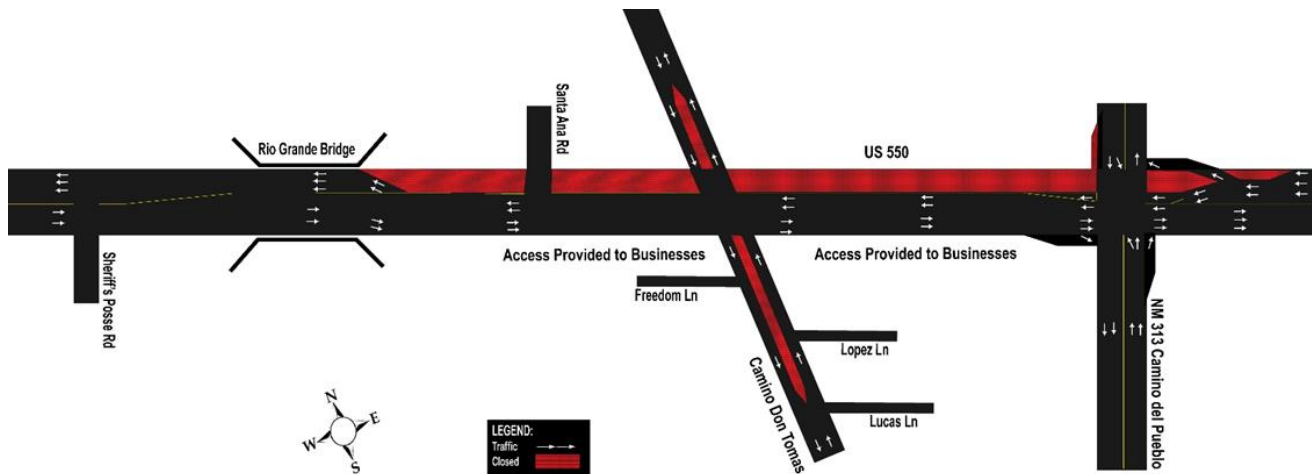 Santa Ana Rd
Rio Grande Bridge
US 550
Sheriff's Posse Rd
Access Provided to Businesses
Access Provided to Businesses
Freedom Ln
NM 313 Camino del Pueblo
Lopez Ln
Camino Don Tomas
Lucas Ln
N
E
W
S
LEGEND:
Traffic
Closed